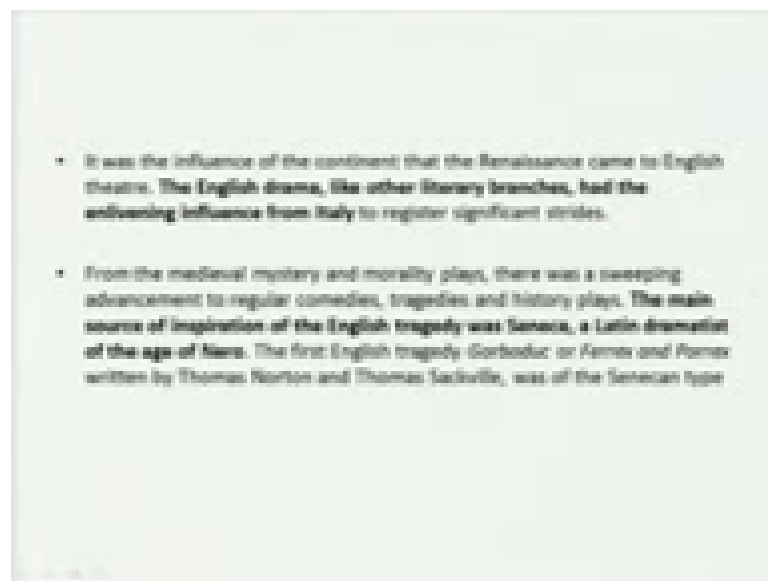 • It was the influence of the continent that the Renaissance came to English
theatre. The English drama, like other literary branches, had the
enlivening influence from Italy to register significant strides.
• From the medieval mystery and morality plays, there was a sweeping
advancement to regular comedies, tragedies and history plays. The main
source of inspiration of the English tragedy was Seneca, a Latin dramatist
of the age of Nero. The first English tragedy Gorboduc or Ferrex and Porrex
written by Thomas Norton and Thomas Sackville, was of the Senecan type